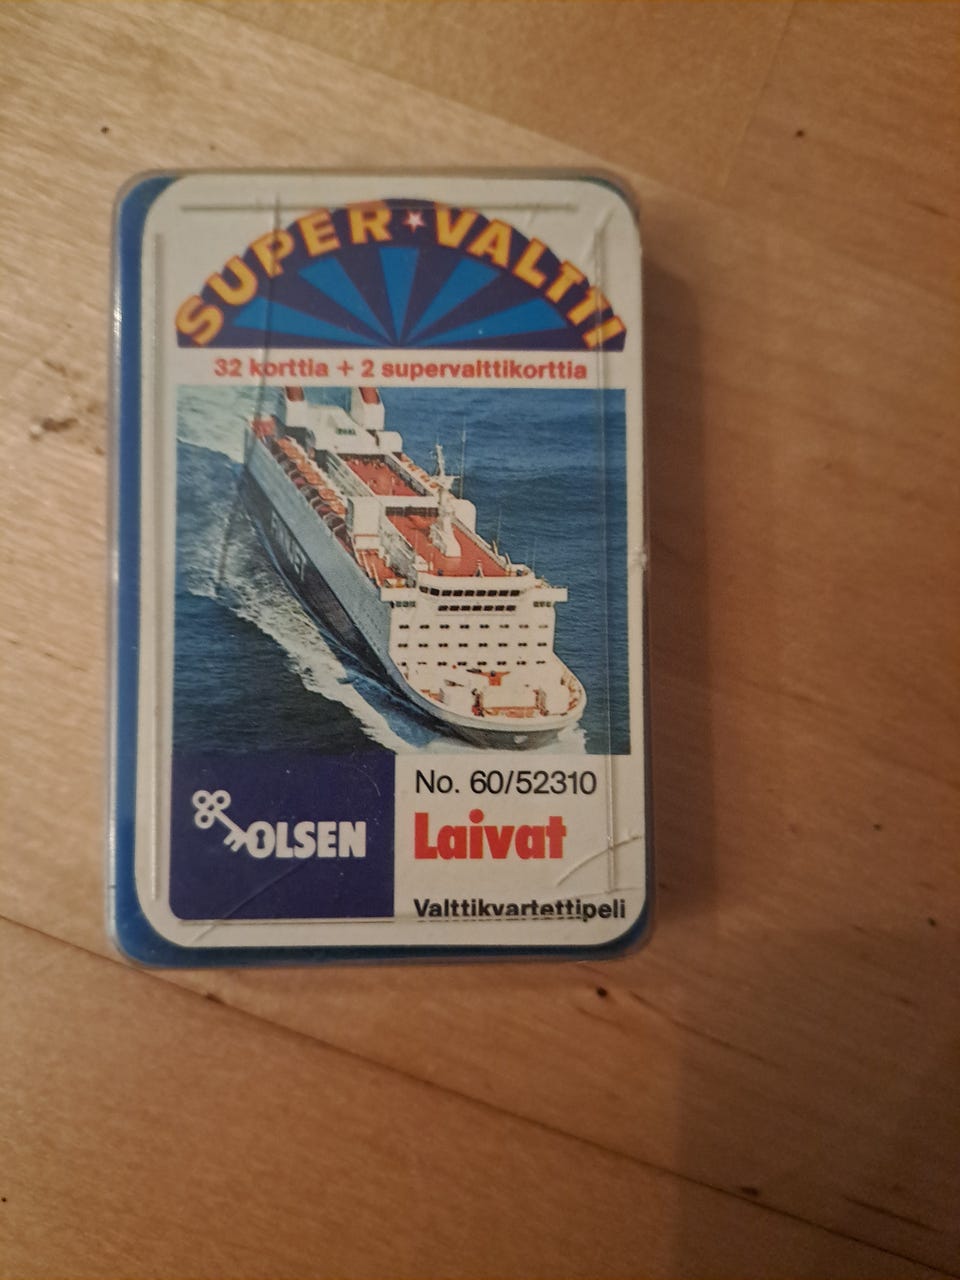 SUPER VALTTI
32 korttia + 2 supervalttikorttia
No. 60/52310
OLSEN
Laivat
Valttikvartettipeli